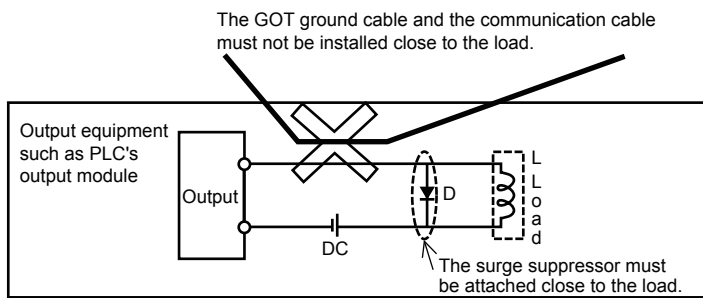 The GOT ground cable and the communication cable
must not be installed close to the load.
Output equipment
such as PLC's
output module
Output
D
DC
L
Load
The surge suppressor must
be attached close to the load.